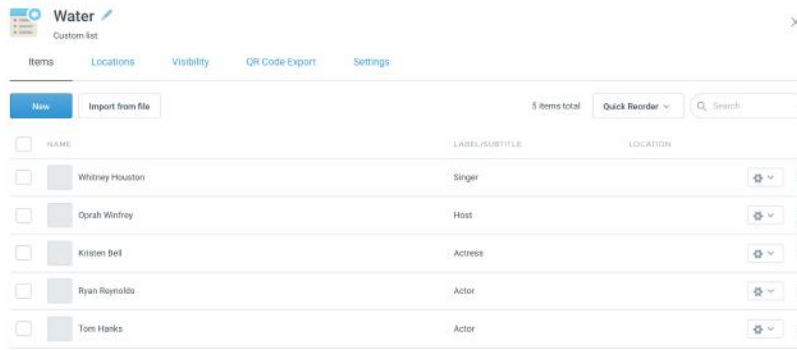 Water
Custom list
Items Locations Visibility QR Code Export Settings
New Import from file 5 items total Quick Reorder Search
NAME LABEL/SUBTITLE LOCATION
Whitney Houston Singer
Oprah Winfrey Host
Kristen Bell Actress
Ryan Reynolds Actor
Tom Hanks Actor